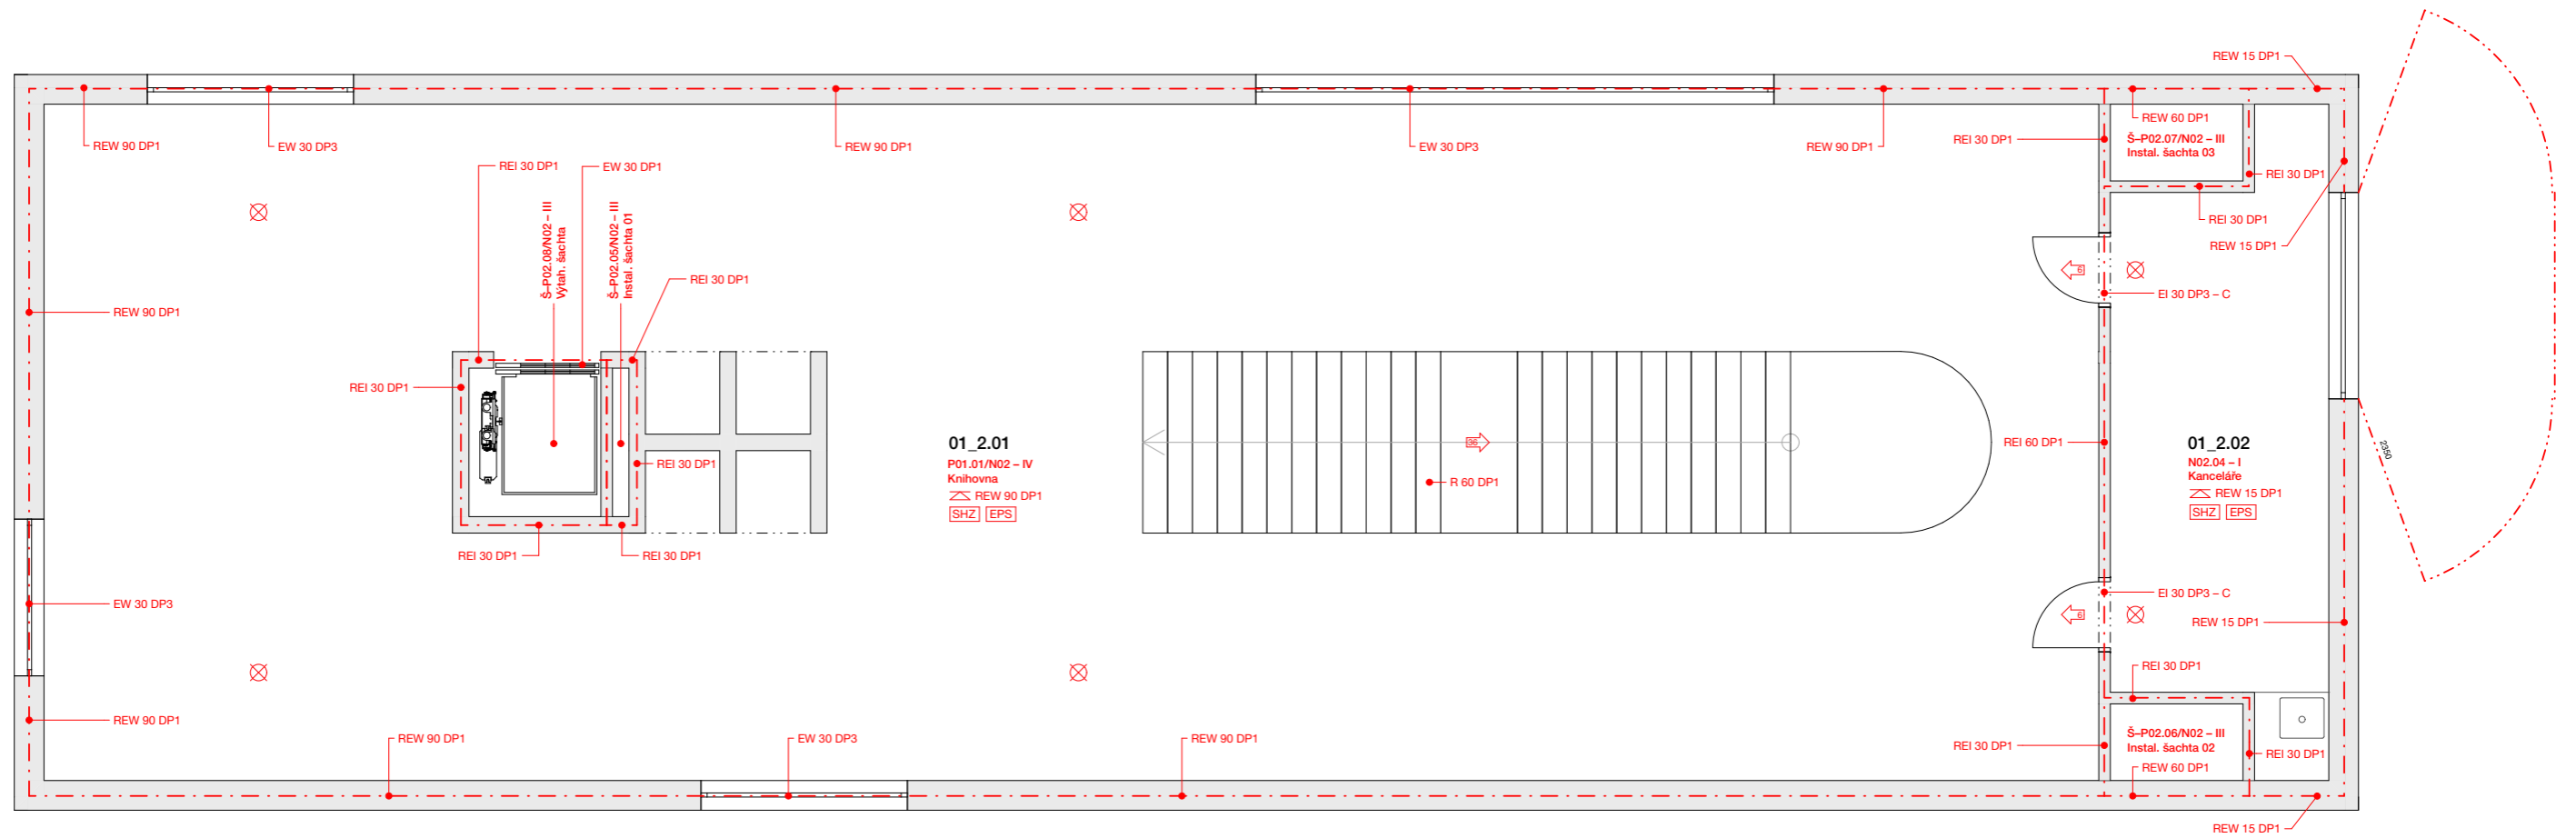 REW 15 DP1
REW 90 DP1
EW 30 DP3
REW 90 DP1
EW 30 DP3
REW 90 DP1
REW 60 DP1
REI 30 DP1
Š–P02.07/N02 – III
Instal. šachta 03
REI 30 DP1
REI 30 DP1
REW 15 DP1
REI 30 DP1
EW 30 DP1
Š–P02.08/N02 – III
Výtah. šachta
Š–P02.05/N02 – III
Instal. šachta 01
REI 30 DP1
6
EI 30 DP3 – C
REW 90 DP1
REI 30 DP1
01_2.01
P01.01/N02 – IV
Knihovna
REW 90 DP1
SHZ EPS
REI 30 DP1
36
R 60 DP1
REI 60 DP1
01_2.02
N02.04 – I
Kanceláře
REW 15 DP1
SHZ EPS
2350
REI 30 DP1
REI 30 DP1
EW 30 DP3
6
EI 30 DP3 – C
REW 15 DP1
REI 30 DP1
REW 90 DP1
REW 90 DP1
EW 30 DP3
REW 90 DP1
REI 30 DP1
Š–P02.06/N02 – III
Instal. šachta 02
REI 30 DP1
REW 60 DP1
REW 15 DP1